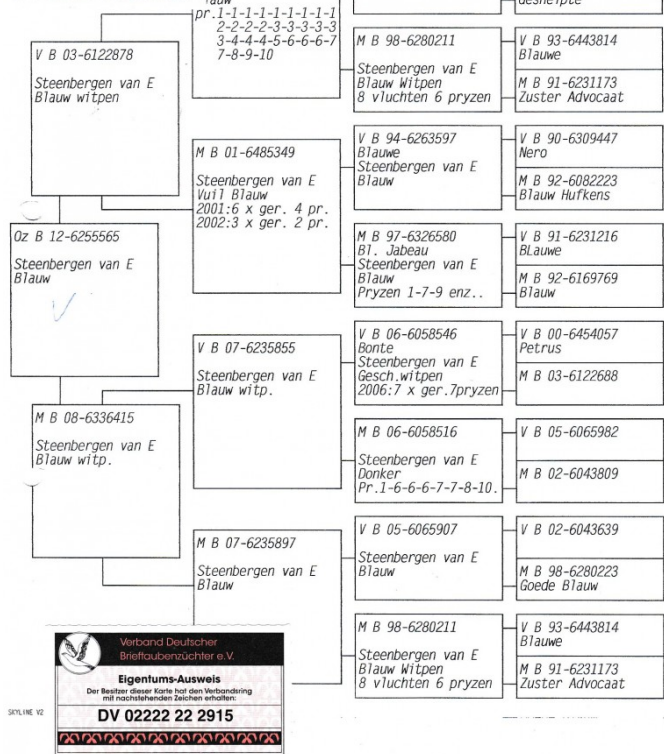 pr.1-1-1-1-1-1-1-1-1
2-2-2-2-3-3-3-3-3
3-4-4-4-5-6-6-6-7
7-8-9-10
V B 03-6122878
Steenbergen van E
Blauw witpen
M B 98-6280211
Steenbergen van E
Blauw Witpen
8 vluchten 6 pryzen
V B 93-6443814
Blauwe
M B 91-6231173
Zuster Advocaat
M B 01-6485349
Steenbergen van E
Vuil Blauw
2001:6 x ger. 4 pr.
2002:3 x ger. 2 pr.
V B 94-6263597
Blauwe
Steenbergen van E
Blauw
V B 90-6309447
Nero
M B 92-6082223
Blauw Hufkens
M B 97-6326580
Bl. Jabeau
Steenbergen van E
Blauw
Pryzen 1-7-9 enz..
V B 91-6231216
BLauwe
M B 92-6169769
Blauw
Oz B 12-6255565
Steenbergen van E
Blauw
V B 07-6235855
Steenbergen van E
Blauw witp.
V B 06-6058546
Bonte
Steenbergen van E
Gesch.witpen
2006:7 x ger.7pryzen
V B 00-6454057
Petrus
M B 03-6122688
M B 08-6336415
Steenbergen van E
Blauw witp.
M B 06-6058516
Steenbergen van E
Donker
Pr.1-6-6-6-7-7-8-10.
V B 05-6065982
M B 02-6043809
M B 07-6235897
Steenbergen van E
Blauw
V B 05-6065907
Steenbergen van E
Blauw
V B 02-6043639
M B 98-6280223
Goede Blauw
M B 98-6280211
Steenbergen van E
Blauw Witpen
8 vluchten 6 pryzen
V B 93-6443814
Blauwe
M B 91-6231173
Zuster Advocaat
Verband Deutscher
Brieftaubenzüchter e.V.
Eigentums-Ausweis
Der Besitzer dieser Karte hat den Verbandsring
mit nachstehenden Zeichen erhalten:
DV 02222 22 2915
SKYLINE V2